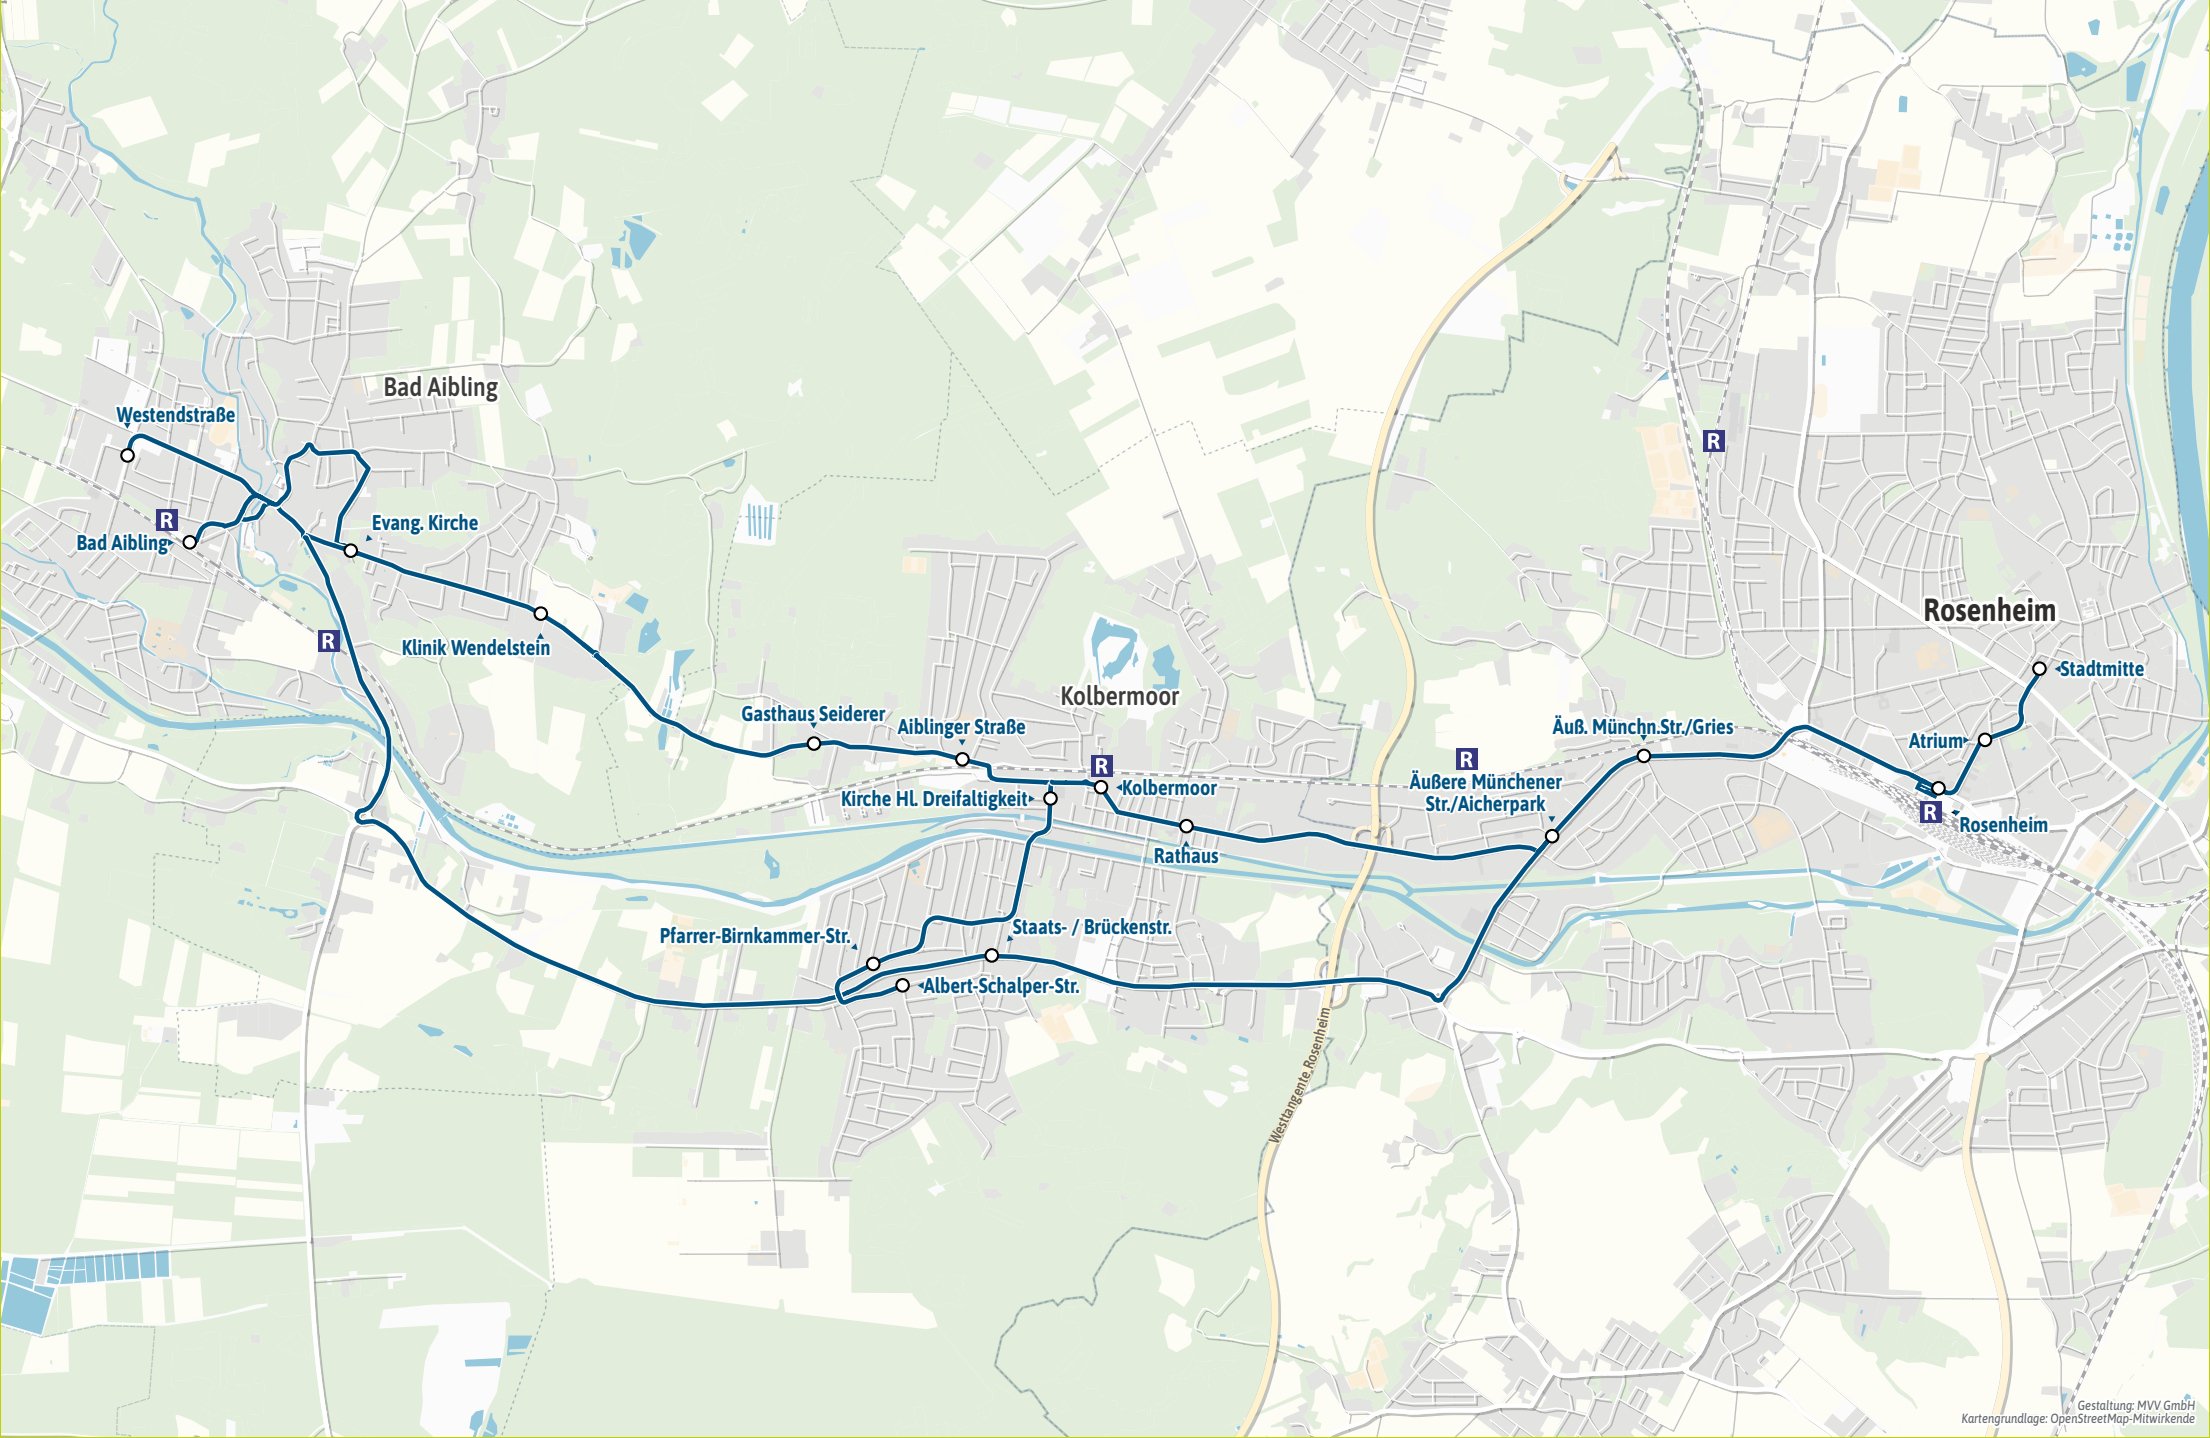 Bad Aibling
Westendstraße
R
R
Evang. Kirche
Bad Aibling
Rosenheim
R
Klinik Wendelstein
Stadtmitte
Kolbermoor
Gasthaus Seiderer
Aiblinger Straße
Äuß. Münchn.Str./Gries
Atrium
R
R
Äußere Münchener
Str./Aicherpark
Kirche Hl. Dreifaltigkeit
Kolbermoor
R
Rosenheim
Rathaus
Staats- / Brückenstr.
Pfarrer-Birnkammer-Str.
Albert-Schalper-Str.
Westtangente Rosenheim
Gestaltung: MVV GmbH
Kartengrundlage: OpenStreetMap-Mitwirkende